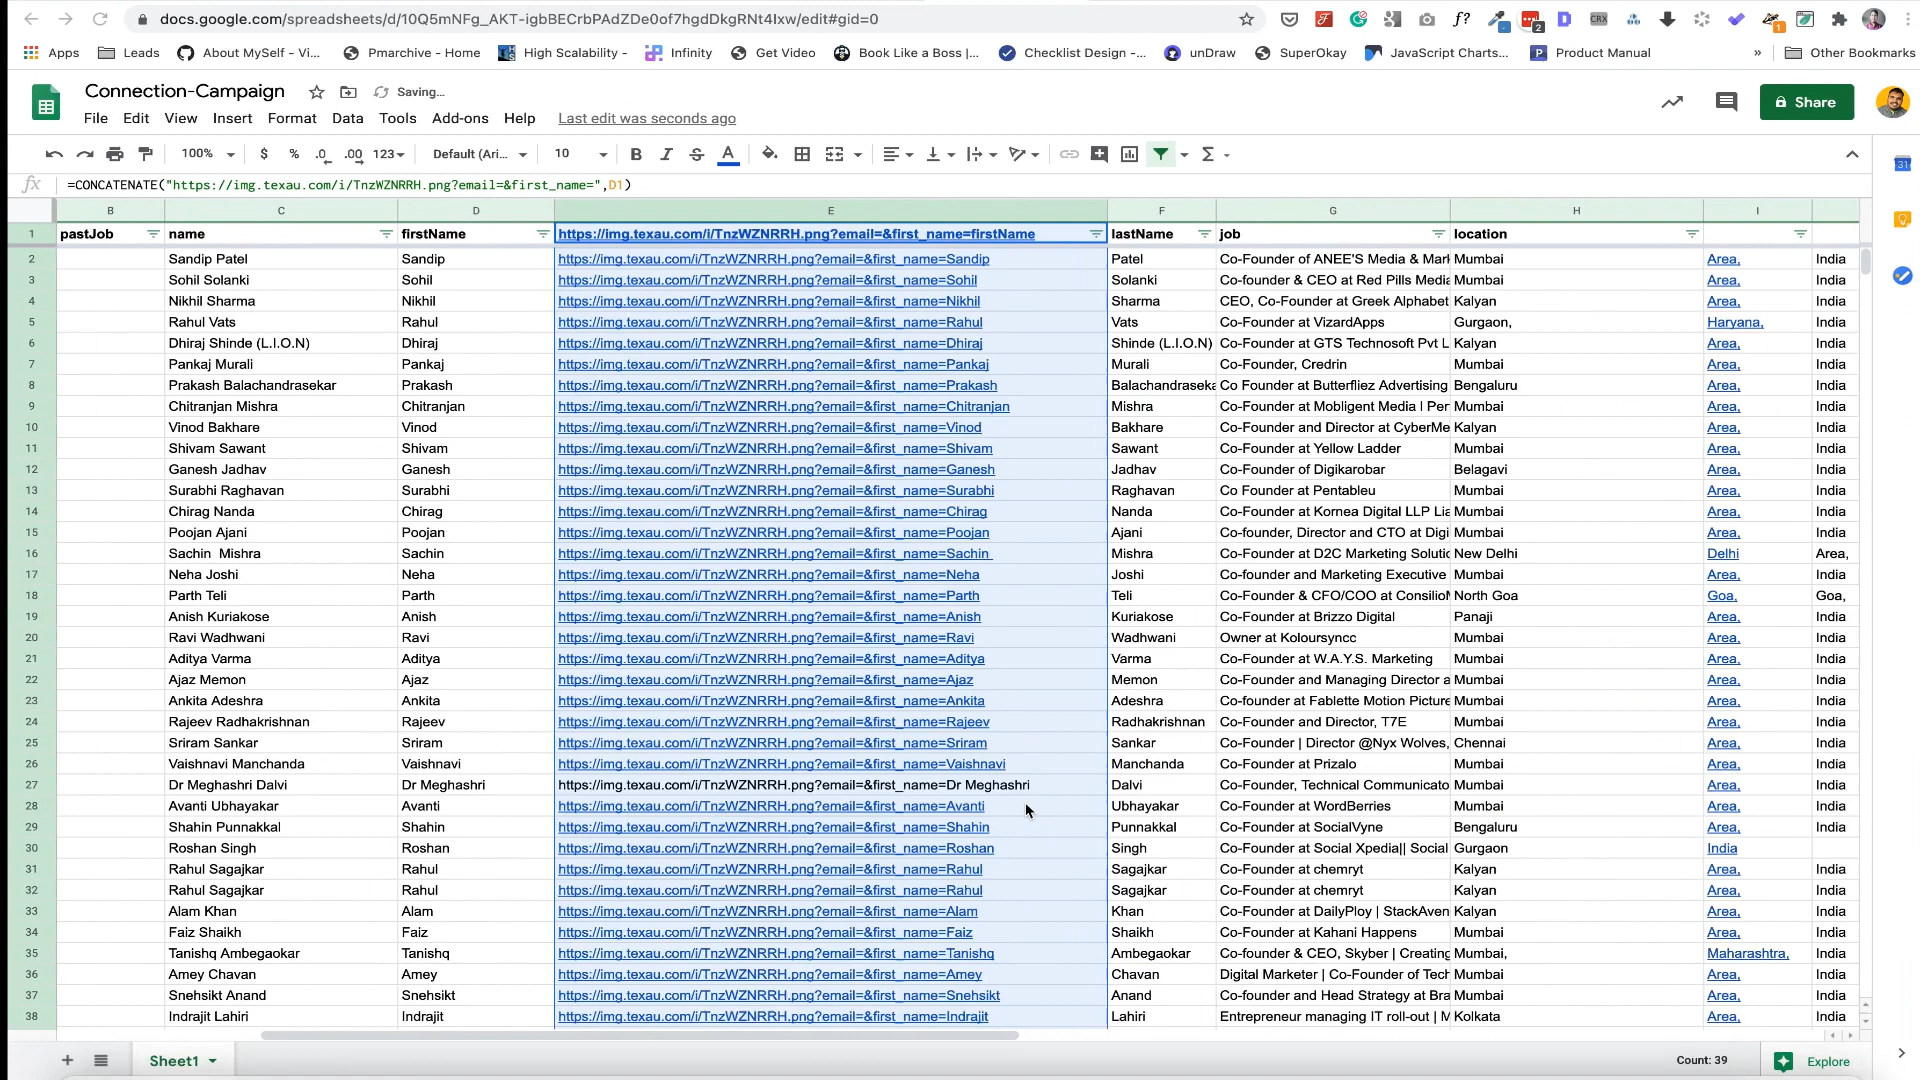 docs.google.com/spreadsheets/d/10Q5mNFg_AKT-igbBECrbPAdZDe0of7hgdDkgRNt4Ixw/edit#gid=0
Apps Leads About MySelf - Vi... Pmarchive - Home High Scalability - Infinity Get Video Book Like a Boss |... Checklist Design -... unDraw SuperOkay JavaScript Charts... Product Manual » Other Bookmarks
Connection-Campaign Saving...
Share
File Edit View Insert Format Data Tools Add-ons Help Last edit was seconds ago
100% $ % .0 .00 123 Default (Ari... 10 B I S A Σ
fx =CONCATENATE("https://img.texau.com/i/TnzWZNRRH.png?email=&first_name=",D1)
B C D E F G H I
1 pastJob name firstName https://img.texau.com/i/TnzWZNRRH.png?email=&first_name=firstName lastName job location
2 Sandip Patel Sandip https://img.texau.com/i/TnzWZNRRH.png?email=&first_name=Sandip Patel Co-Founder of ANEE'S Media & Mark Mumbai Area, India
3 Sohil Solanki Sohil https://img.texau.com/i/TnzWZNRRH.png?email=&first_name=Sohil Solanki Co-founder & CEO at Red Pills Media Mumbai Area, India
4 Nikhil Sharma Nikhil https://img.texau.com/i/TnzWZNRRH.png?email=&first_name=Nikhil Sharma CEO, Co-Founder at Greek Alphabet Kalyan Area, India
5 Rahul Vats Rahul https://img.texau.com/i/TnzWZNRRH.png?email=&first_name=Rahul Vats Co-Founder at VizardApps Gurgaon, Haryana, India
6 Dhiraj Shinde (L.I.O.N) Dhiraj https://img.texau.com/i/TnzWZNRRH.png?email=&first_name=Dhiraj Shinde (L.I.O.N) Co-Founder at GTS Technosoft Pvt L Kalyan Area, India
7 Pankaj Murali Pankaj https://img.texau.com/i/TnzWZNRRH.png?email=&first_name=Pankaj Murali Co-Founder, Credrin Mumbai Area, India
8 Prakash Balachandrasekar Prakash https://img.texau.com/i/TnzWZNRRH.png?email=&first_name=Prakash Balachandraseka Co Founder at Butterfliez Advertising Bengaluru Area, India
9 Chitranjan Mishra Chitranjan https://img.texau.com/i/TnzWZNRRH.png?email=&first_name=Chitranjan Mishra Co-Founder at Mobligent Media | Per Mumbai Area, India
10 Vinod Bakhare Vinod https://img.texau.com/i/TnzWZNRRH.png?email=&first_name=Vinod Bakhare Co-Founder and Director at CyberMe Kalyan Area, India
11 Shivam Sawant Shivam https://img.texau.com/i/TnzWZNRRH.png?email=&first_name=Shivam Sawant Co-Founder at Yellow Ladder Mumbai Area, India
12 Ganesh Jadhav Ganesh https://img.texau.com/i/TnzWZNRRH.png?email=&first_name=Ganesh Jadhav Co-Founder of Digikarobar Belagavi Area, India
13 Surabhi Raghavan Surabhi https://img.texau.com/i/TnzWZNRRH.png?email=&first_name=Surabhi Raghavan Co Founder at Pentableu Mumbai Area, India
14 Chirag Nanda Chirag https://img.texau.com/i/TnzWZNRRH.png?email=&first_name=Chirag Nanda Co-Founder at Kornea Digital LLP Lia Mumbai Area, India
15 Poojan Ajani Poojan https://img.texau.com/i/TnzWZNRRH.png?email=&first_name=Poojan Ajani Co-founder, Director and CTO at Digi Mumbai Area, India
16 Sachin Mishra Sachin https://img.texau.com/i/TnzWZNRRH.png?email=&first_name=Sachin Mishra Co-Founder at D2C Marketing Solutic New Delhi Delhi Area,
17 Neha Joshi Neha https://img.texau.com/i/TnzWZNRRH.png?email=&first_name=Neha Joshi Co-founder and Marketing Executive Mumbai Area, India
18 Parth Teli Parth https://img.texau.com/i/TnzWZNRRH.png?email=&first_name=Parth Teli Co-Founder & CFO/COO at Consilio North Goa Goa, Goa,
19 Anish Kuriakose Anish https://img.texau.com/i/TnzWZNRRH.png?email=&first_name=Anish Kuriakose Co-Founder at Brizzo Digital Panaji Area, India
20 Ravi Wadhwani Ravi https://img.texau.com/i/TnzWZNRRH.png?email=&first_name=Ravi Wadhwani Owner at Koloursyncc Mumbai Area, India
21 Aditya Varma Aditya https://img.texau.com/i/TnzWZNRRH.png?email=&first_name=Aditya Varma Co-Founder at W.A.Y.S. Marketing Mumbai Area, India
22 Ajaz Memon Ajaz https://img.texau.com/i/TnzWZNRRH.png?email=&first_name=Ajaz Memon Co-Founder and Managing Director a Mumbai Area, India
23 Ankita Adeshra Ankita https://img.texau.com/i/TnzWZNRRH.png?email=&first_name=Ankita Adeshra Co-founder at Fablette Motion Picture Mumbai Area, India
24 Rajeev Radhakrishnan Rajeev https://img.texau.com/i/TnzWZNRRH.png?email=&first_name=Rajeev Radhakrishnan Co-Founder and Director, T7E Mumbai Area, India
25 Sriram Sankar Sriram https://img.texau.com/i/TnzWZNRRH.png?email=&first_name=Sriram Sankar Co-Founder | Director @Nyx Wolves, Chennai Area, India
26 Vaishnavi Manchanda Vaishnavi https://img.texau.com/i/TnzWZNRRH.png?email=&first_name=Vaishnavi Manchanda Co-Founder at Prizalo Mumbai Area, India
27 Dr Meghashri Dalvi Dr Meghashri https://img.texau.com/i/TnzWZNRRH.png?email=&first_name=Dr Meghashri Dalvi Co-Founder, Technical Communicato Mumbai Area, India
28 Avanti Ubhayakar Avanti https://img.texau.com/i/TnzWZNRRH.png?email=&first_name=Avanti Ubhayakar Co-Founder at WordBerries Mumbai Area, India
29 Shahin Punnakkal Shahin https://img.texau.com/i/TnzWZNRRH.png?email=&first_name=Shahin Punnakkal Co-Founder at SocialVyne Bengaluru Area, India
30 Roshan Singh Roshan https://img.texau.com/i/TnzWZNRRH.png?email=&first_name=Roshan Singh Co-Founder at Social Xpedia|| Social Gurgaon India
31 Rahul Sagajkar Rahul https://img.texau.com/i/TnzWZNRRH.png?email=&first_name=Rahul Sagajkar Co-Founder at chemryt Kalyan Area, India
32 Rahul Sagajkar Rahul https://img.texau.com/i/TnzWZNRRH.png?email=&first_name=Rahul Sagajkar Co-Founder at chemryt Kalyan Area, India
33 Alam Khan Alam https://img.texau.com/i/TnzWZNRRH.png?email=&first_name=Alam Khan Co-Founder at DailyPloy | StackAven Kalyan Area, India
34 Faiz Shaikh Faiz https://img.texau.com/i/TnzWZNRRH.png?email=&first_name=Faiz Shaikh Co-Founder at Kahani Happens Mumbai Area, India
35 Tanishq Ambegaokar Tanishq https://img.texau.com/i/TnzWZNRRH.png?email=&first_name=Tanishq Ambegaokar Co-founder & CEO, Skyber | Creating Mumbai, Maharashtra, India
36 Amey Chavan Amey https://img.texau.com/i/TnzWZNRRH.png?email=&first_name=Amey Chavan Digital Marketer | Co-Founder of Tech Mumbai Area, India
37 Snehsikt Anand Snehsikt https://img.texau.com/i/TnzWZNRRH.png?email=&first_name=Snehsikt Anand Co-founder and Head Strategy at Bra Mumbai Area, India
38 Indrajit Lahiri Indrajit https://img.texau.com/i/TnzWZNRRH.png?email=&first_name=Indrajit Lahiri Entrepreneur managing IT roll-out | M Kolkata Area, India
Sheet1 Count: 39 Explore